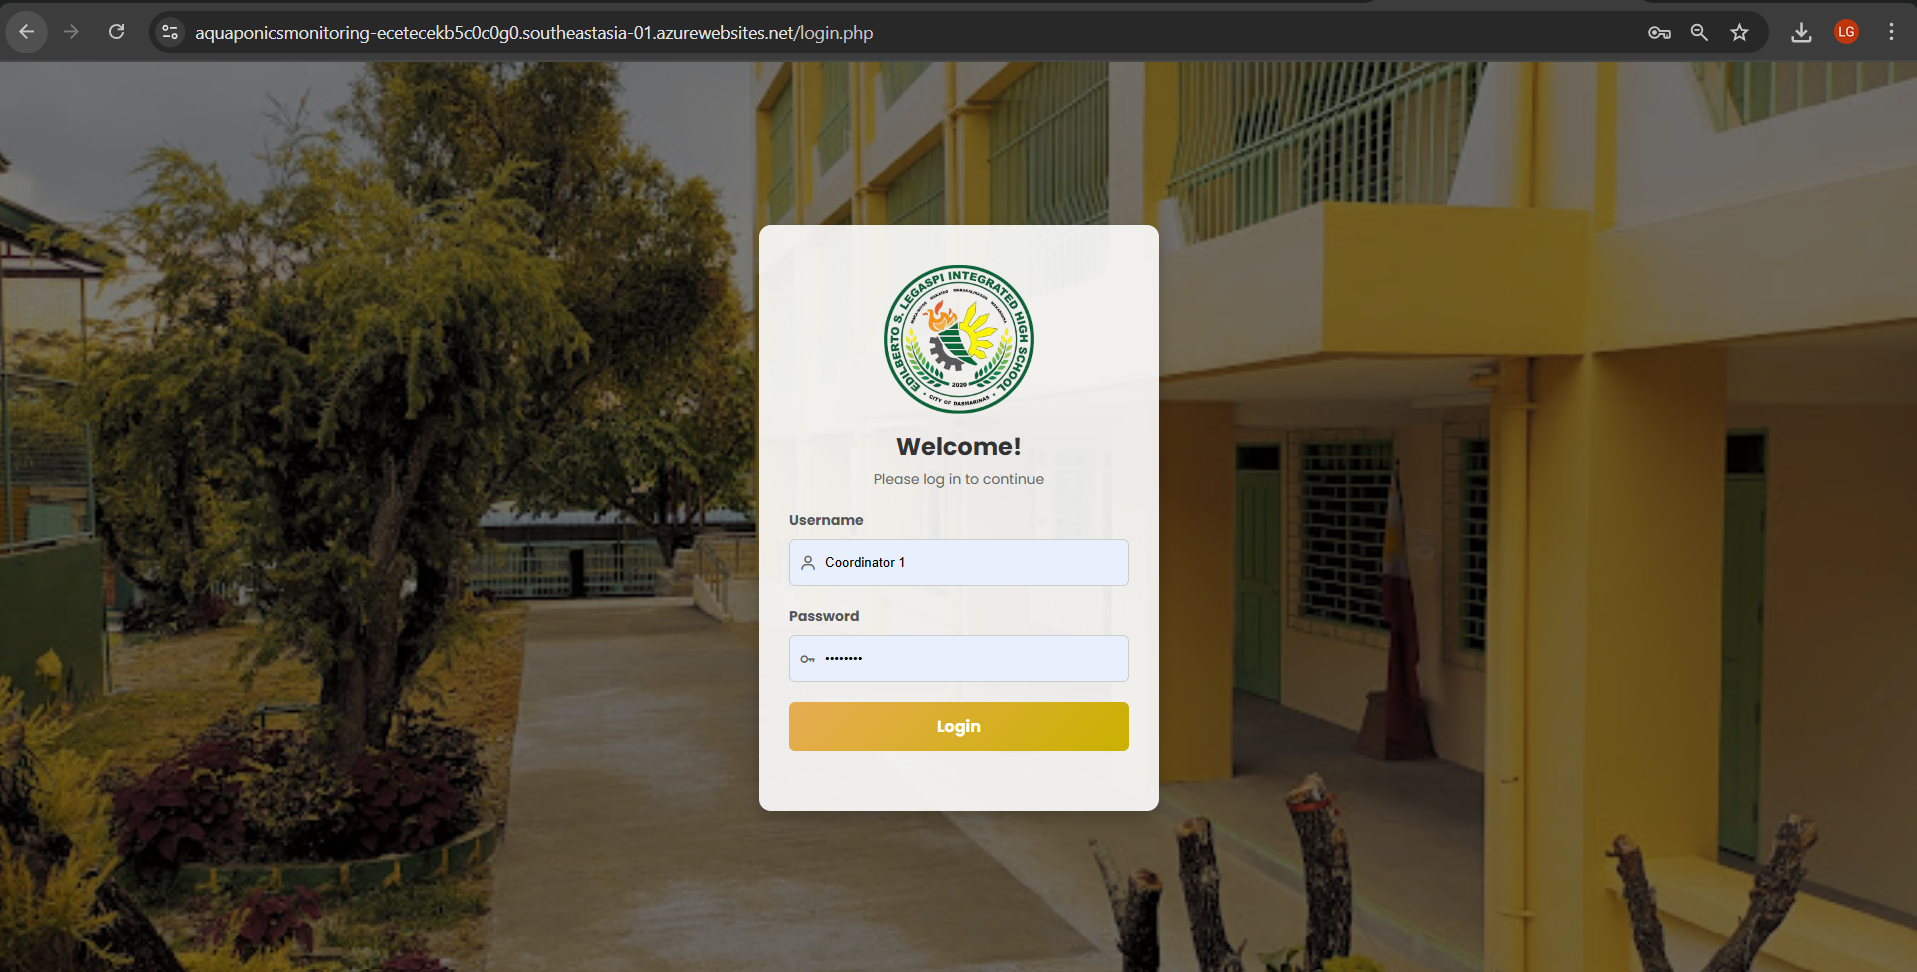 LG
aquaponicsmonitoring-ecetecekb5c0c0g0.southeastasia-01.azurewebsites.net/login.php
EDILBERTO S. LEGASPI INTEGRATED HIGH SCHOOL
2020
• CITY OF DASMARINAS •
Welcome!
Please log in to continue
Username
Coordinator 1
Password
••••••••
Login